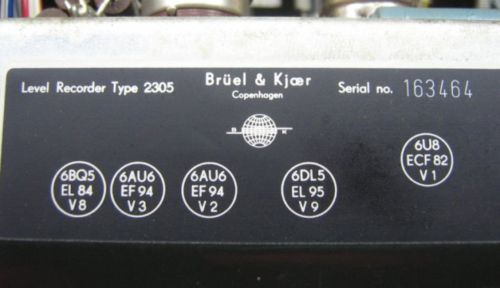 Level Recorder Type 2305
Brüel & Kjær
Copenhagen
Serial no. 163464
B K
6BQ5
EL 84
V 8
6AU6
EF 94
V 3
6AU6
EF 94
V 2
6DL5
EL 95
V 9
6U8
ECF 82
V 1